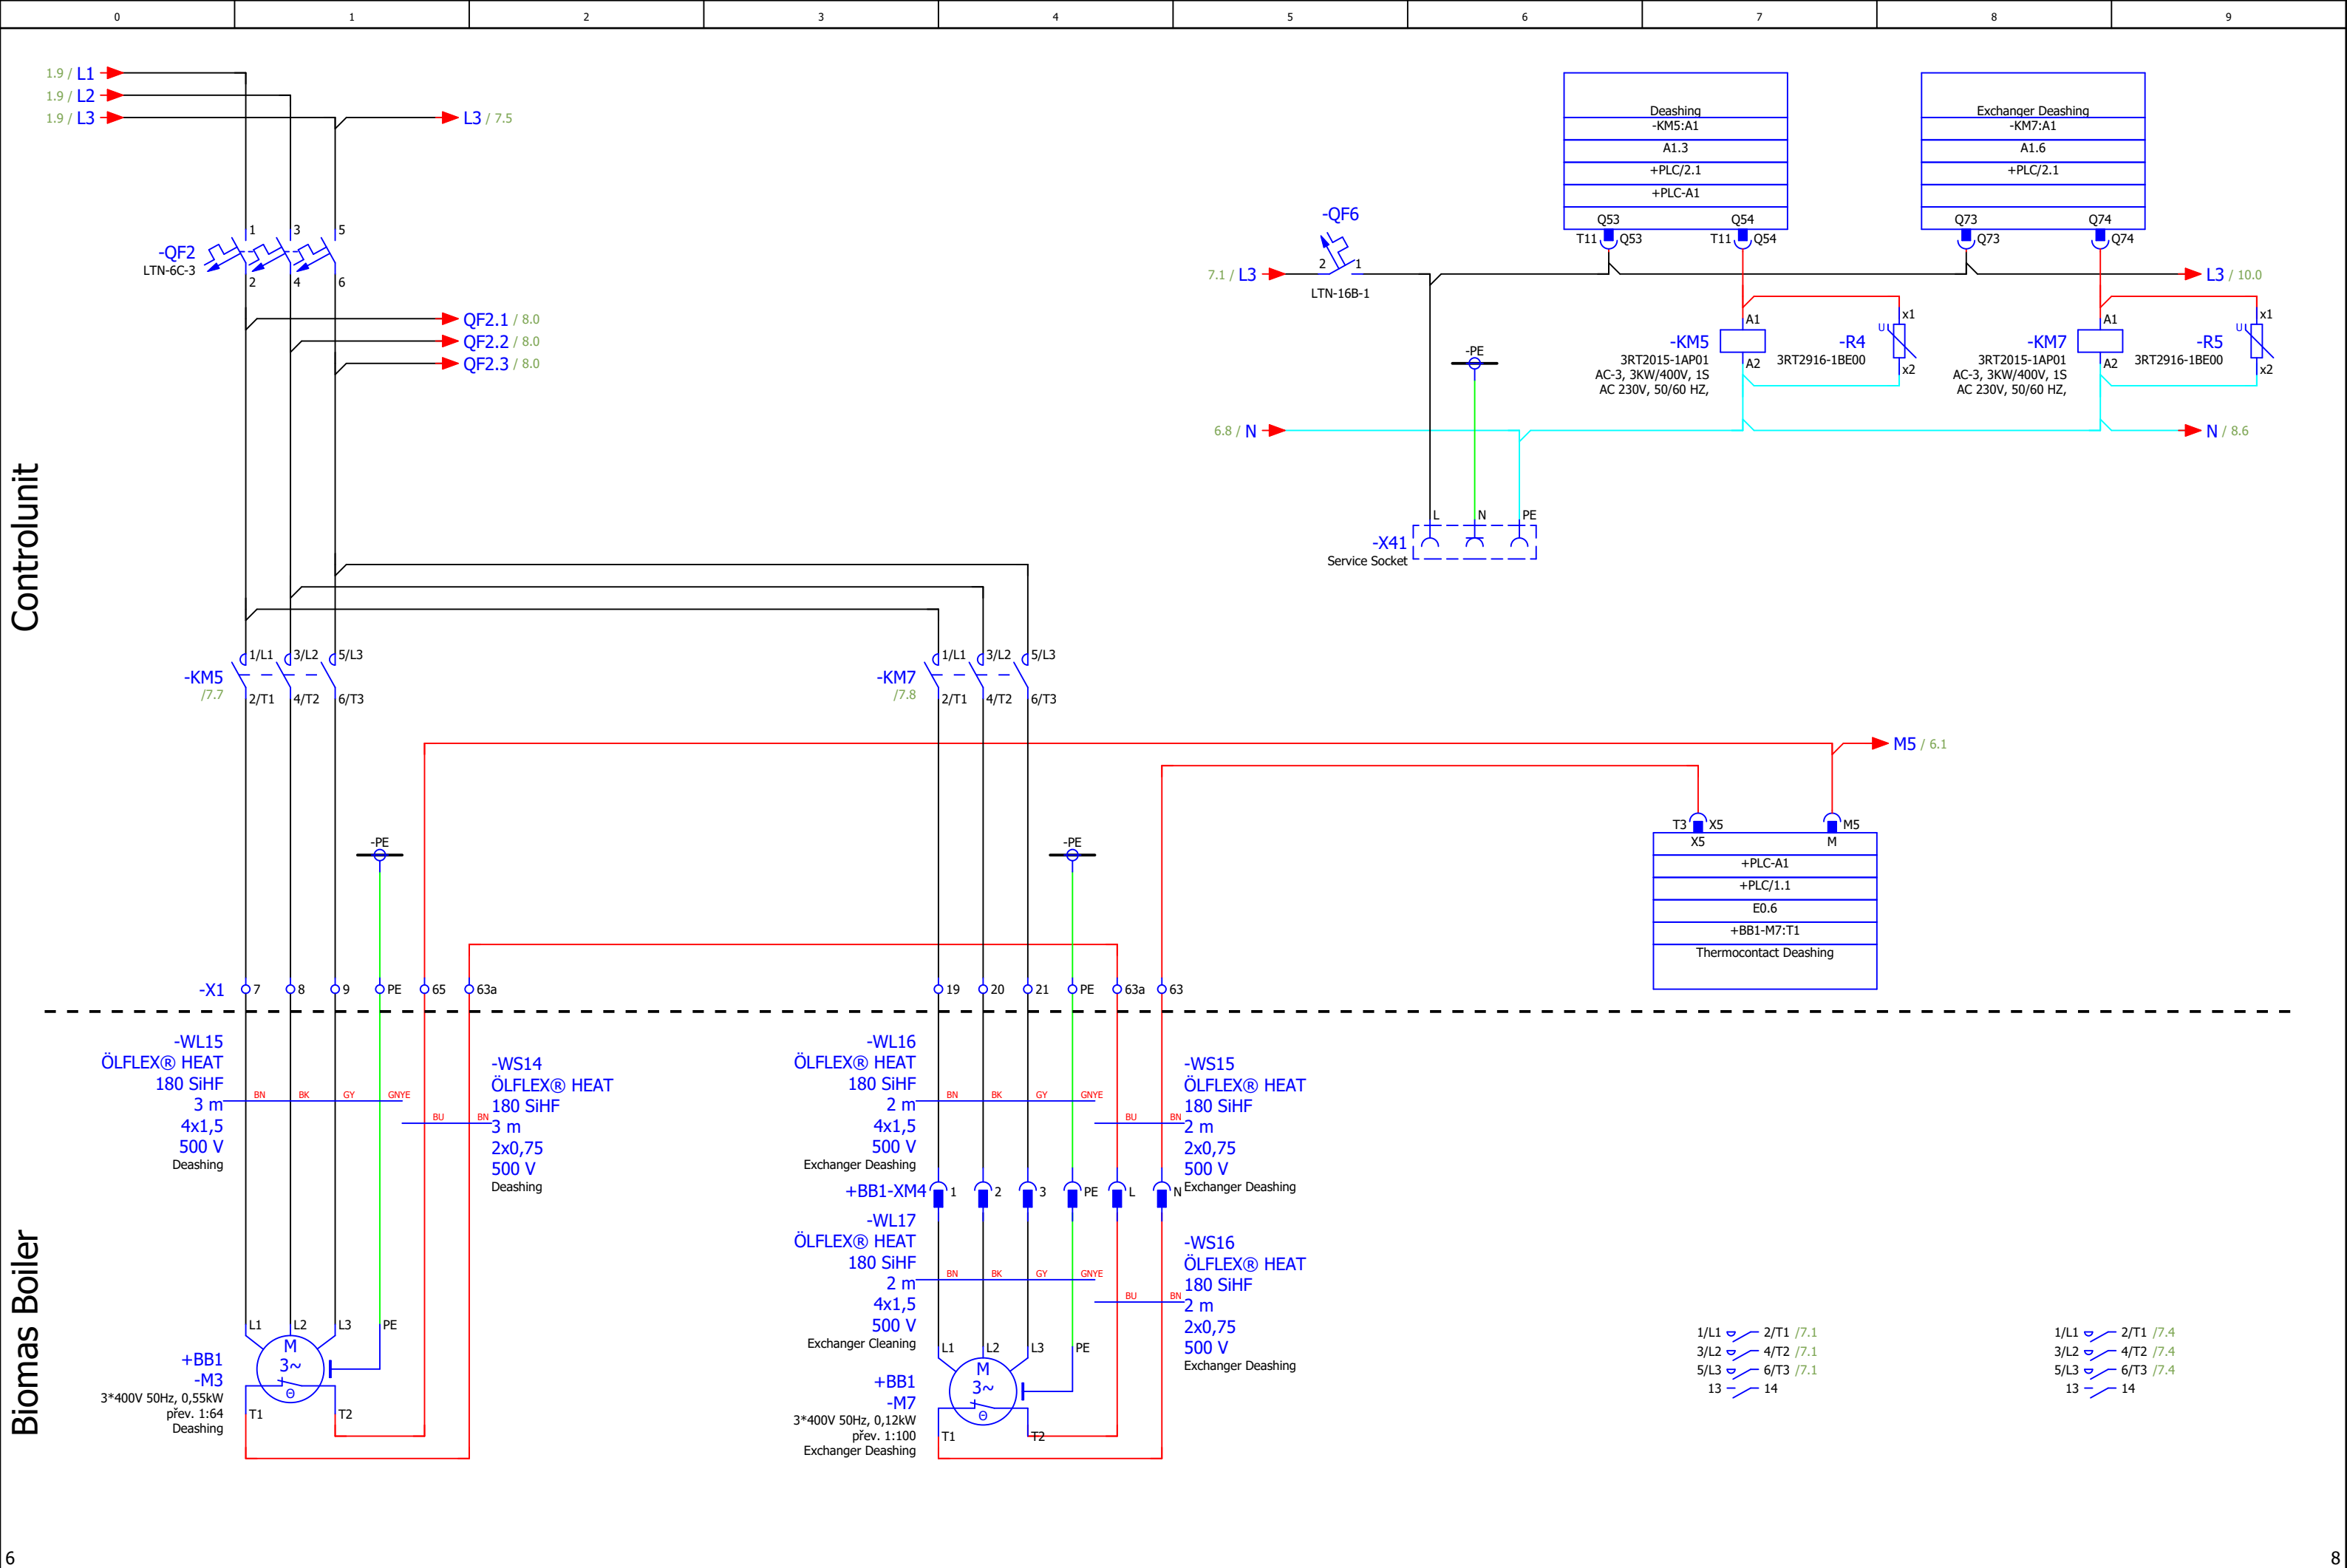 0 1 2 3 4 5 6 7 8 9
1.9 / L1
1.9 / L2
1.9 / L3
L3 / 7.5
-QF2
LTN-6C-3
1 3 5
2 4 6
QF2.1 / 8.0
QF2.2 / 8.0
QF2.3 / 8.0
Deashing
-KM5:A1
A1.3
+PLC/2.1
+PLC-A1
Q53 Q54
T11 Q53 T11 Q54
Exchanger Deashing
-KM7:A1
A1.6
+PLC/2.1
Q73 Q74
Q73 Q74
-QF6
2 1
LTN-16B-1
7.1 / L3
L3 / 10.0
-KM5
3RT2015-1AP01
AC-3, 3KW/400V, 1S
AC 230V, 50/60 HZ,
A1
A2
-R4
3RT2916-1BE00
U
x1
x2
-KM7
3RT2015-1AP01
AC-3, 3KW/400V, 1S
AC 230V, 50/60 HZ,
A1
A2
-R5
3RT2916-1BE00
U
x1
x2
-PE
6.8 / N
N / 8.6
L N PE
-X41
Service Socket
Controlunit
-KM5
/7.7
1/L1 3/L2 5/L3
2/T1 4/T2 6/T3
-KM7
/7.8
1/L1 3/L2 5/L3
2/T1 4/T2 6/T3
M5 / 6.1
T3 X5 M5
X5 M
+PLC-A1
+PLC/1.1
E0.6
+BB1-M7:T1
Thermocontact Deashing
-PE
-PE
-X1 7 8 9 PE 65 63a
19 20 21 PE 63a 63
-WL15
ÖLFLEX® HEAT
180 SiHF
3 m
4x1,5
500 V
Deashing
BN BK GY GNYE
BU BN
-WS14
ÖLFLEX® HEAT
180 SiHF
3 m
2x0,75
500 V
Deashing
-WL16
ÖLFLEX® HEAT
180 SiHF
2 m
4x1,5
500 V
Exchanger Deashing
BN BK GY GNYE
BU BN
-WS15
ÖLFLEX® HEAT
180 SiHF
2 m
2x0,75
500 V
Exchanger Deashing
+BB1-XM4 1 2 3 PE L N
-WL17
ÖLFLEX® HEAT
180 SiHF
2 m
4x1,5
500 V
Exchanger Cleaning
BN BK GY GNYE
BU BN
-WS16
ÖLFLEX® HEAT
180 SiHF
2 m
2x0,75
500 V
Exchanger Deashing
Biomas Boiler
L1 L2 L3 PE
M
3~
Θ
T1 T2
+BB1
-M3
3*400V 50Hz, 0,55kW
přev. 1:64
Deashing
L1 L2 L3 PE
M
3~
Θ
T1 T2
+BB1
-M7
3*400V 50Hz, 0,12kW
přev. 1:100
Exchanger Deashing
1/L1 2/T1 /7.1
3/L2 4/T2 /7.1
5/L3 6/T3 /7.1
13 14
1/L1 2/T1 /7.4
3/L2 4/T2 /7.4
5/L3 6/T3 /7.4
13 14
6
8